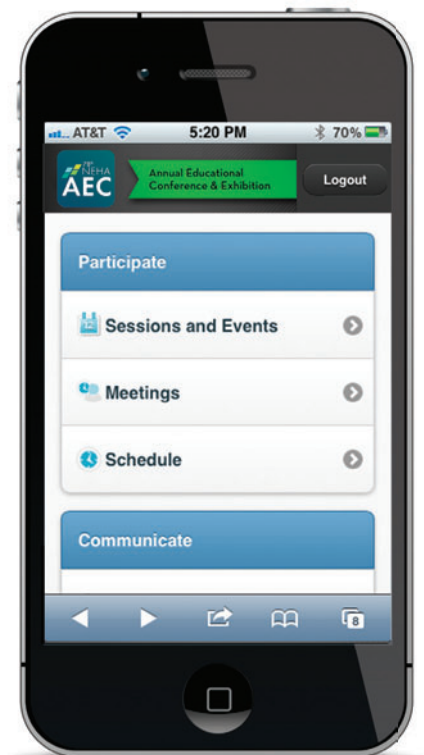 AT&T
5:20 PM
70%
NEHA
AEC
Annual Educational
Conference & Exhibition
Logout
Participate
12
Sessions and Events
Meetings
Schedule
Communicate
8